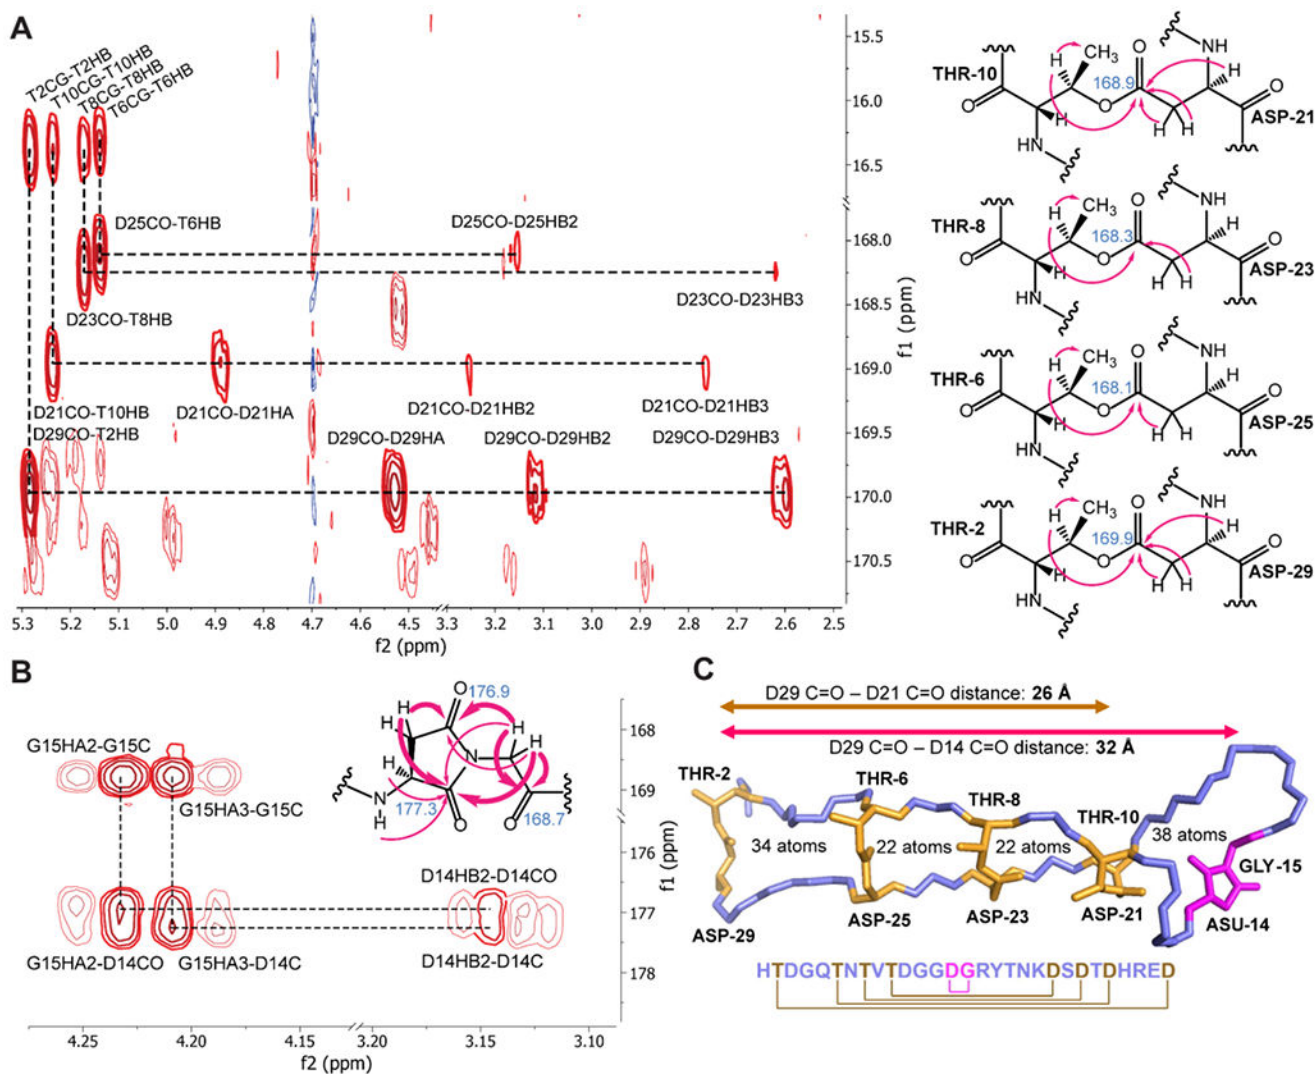 A
T2CG-T2HB
T10CG-T10HB
T8CG-T8HB
T6CG-T6HB
15.5
16.0
16.5
D25CO-T6HB
D25CO-D25HB2
168.0
D23CO-T8HB
D23CO-D23HB3
168.5
f1 (ppm)
169.0
D21CO-T10HB
D21CO-D21HA
D21CO-D21HB2
D21CO-D21HB3
D29CO-T2HB
D29CO-D29HA
D29CO-D29HB2
D29CO-D29HB3
169.5
170.0
170.5
5.3 5.2 5.1 5.0 4.9 4.8 4.7 4.6 4.5 4.4 3.2 3.1 3.0 2.9 2.8 2.7 2.6 2.5
f2 (ppm)
THR-10
H
CH3
168.9
O
O
O
H
H
H
NH
H
O
HN
ASP-21
THR-8
H
CH3
168.3
O
O
O
H
H
NH
H
O
HN
ASP-23
THR-6
H
CH3
168.1
O
O
O
H
H
NH
H
O
HN
ASP-25
THR-2
H
CH3
169.9
O
O
O
H
H
H
NH
H
O
HN
ASP-29
B
G15HA2-G15C
G15HA3-G15C
G15HA2-D14CO
G15HA3-D14C
D14HB2-D14CO
D14HB2-D14C
O
176.9
H
H
H
H
H
N
N
H
177.3
O
O
168.7
168
169
176
177
178
f1 (ppm)
4.25 4.20 4.15 3.20 3.15 3.10
f2 (ppm)
C
D29 C=O – D21 C=O distance: 26 Å
D29 C=O – D14 C=O distance: 32 Å
THR-2
THR-6
THR-8
THR-10
34 atoms
22 atoms
22 atoms
38 atoms
GLY-15
ASP-29
ASP-25
ASP-23
ASP-21
ASU-14
HTDGQTNTVTDGGDGRYTNKDSDTDHRED